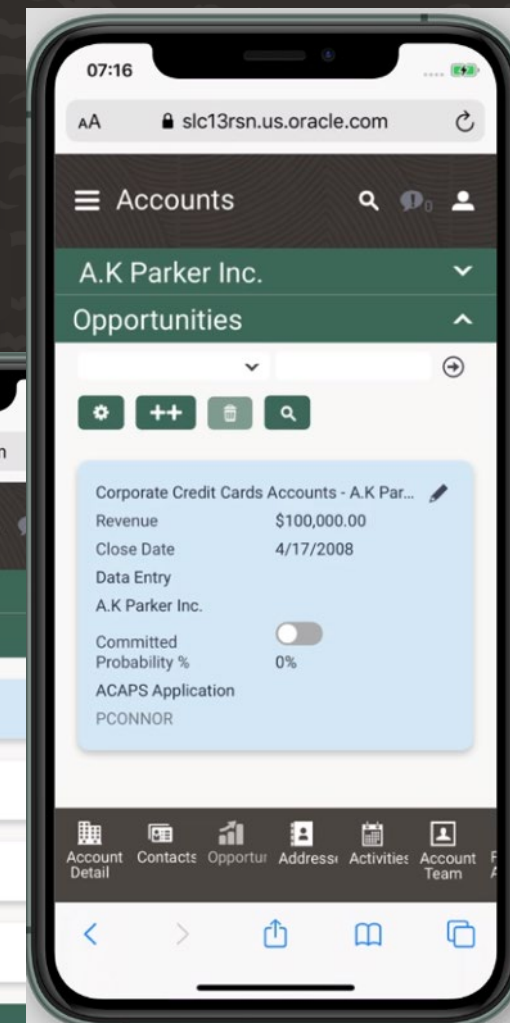 07:16
AA slc13rsn.us.oracle.com
Accounts
0
A.K Parker Inc.
Opportunities
++
Corporate Credit Cards Accounts - A.K Par...
Revenue $100,000.00
Close Date 4/17/2008
Data Entry
A.K Parker Inc.
Committed
Probability % 0%
ACAPS Application
PCONNOR
Account Detail
Contacts
Opportur
Addresse
Activities
Account Team